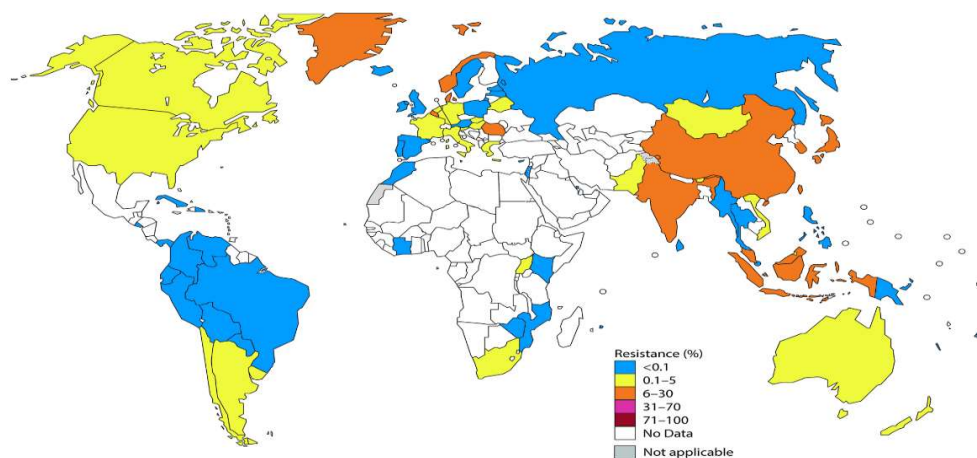 Resistance (%)
<0.1
0.1–5
6–30
31–70
71–100
No Data
Not applicable